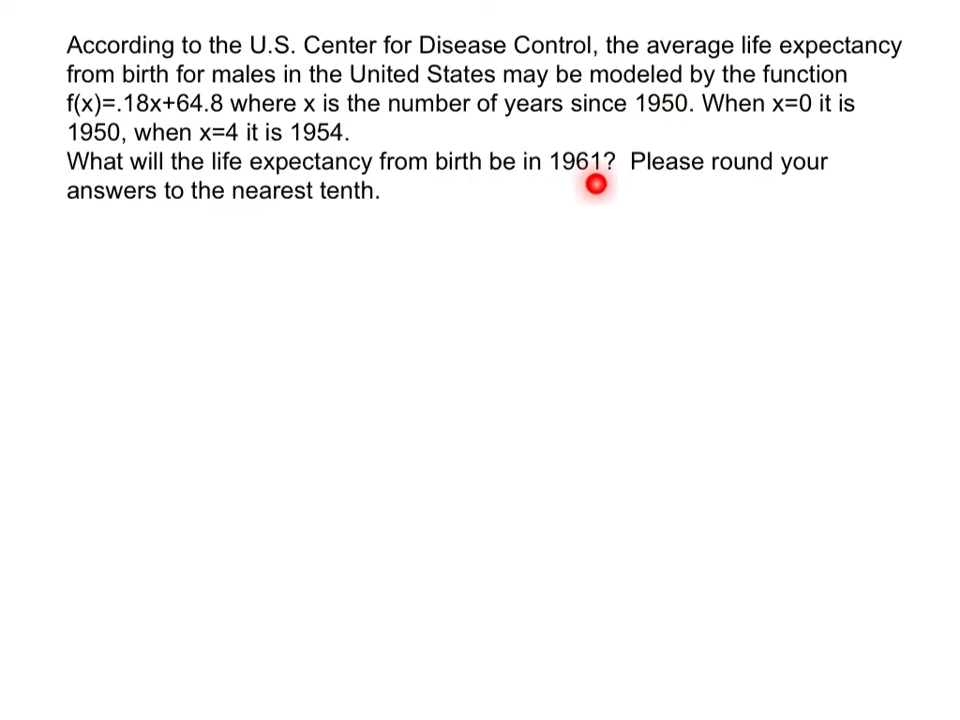 According to the U.S. Center for Disease Control, the average life expectancy
from birth for males in the United States may be modeled by the function
f(x)=.18x+64.8 where x is the number of years since 1950. When x=0 it is
1950, when x=4 it is 1954.
What will the life expectancy from birth be in 1961?  Please round your
answers to the nearest tenth.